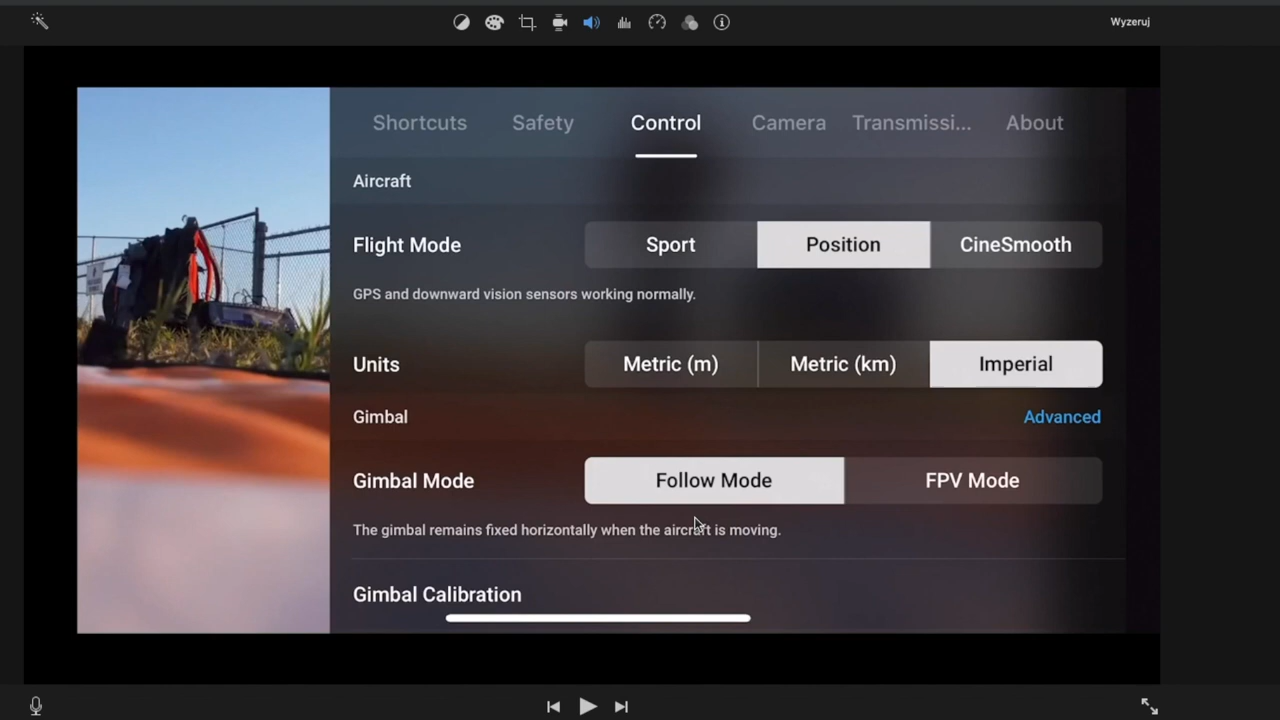 Wyzeruj
Shortcuts Safety Control Camera Transmissi... About
Aircraft
Flight Mode Sport Position CineSmooth
GPS and downward vision sensors working normally.
Units Metric (m) Metric (km) Imperial
Gimbal Advanced
Gimbal Mode Follow Mode FPV Mode
The gimbal remains fixed horizontally when the aircraft is moving.
Gimbal Calibration